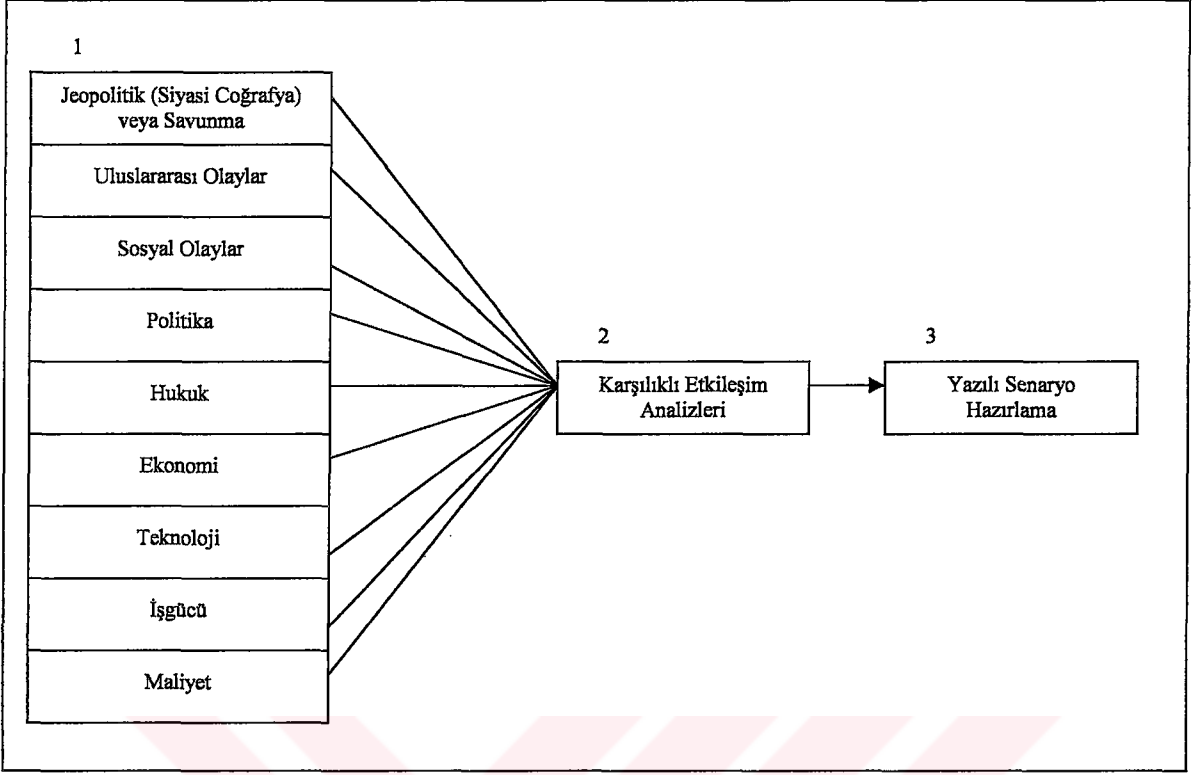 1
Jeopolitik (Siyasi Coğrafya)
veya Savunma
Uluslararası Olaylar
Sosyal Olaylar
Politika
Hukuk
Ekonomi
Teknoloji
İşgücü
Maliyet
2
Karşılıklı Etkileşim
Analizleri
3
Yazılı Senaryo
Hazırlama